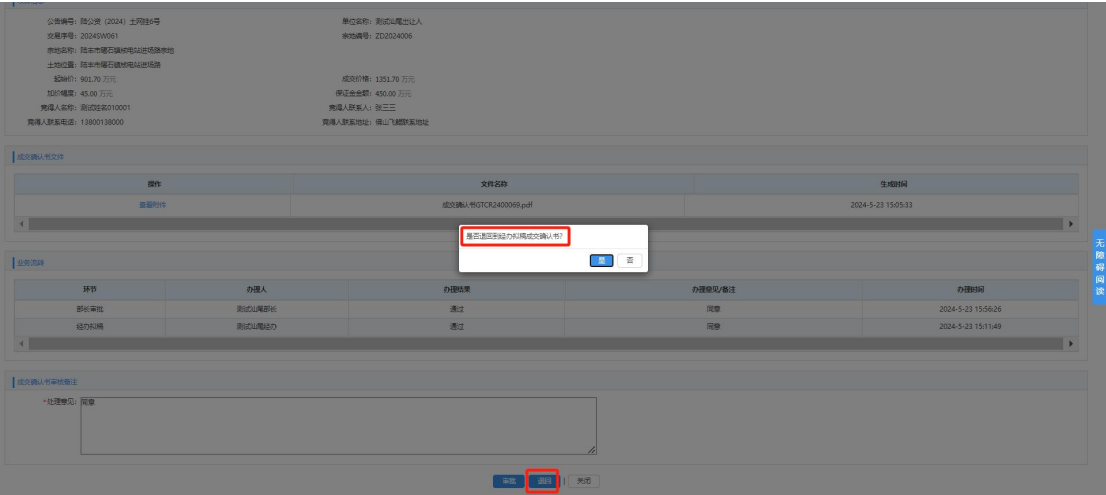 公告编号: 陆公资 (2024) 土网挂6号 单位名称: 测试汕尾出让人
交易序号: 2024SW061 宗地编号: ZD2024006
宗地名称: 陆丰市碣石镇核电站进场路宗地
土地位置: 陆丰市碣石镇核电站进场路
起始价: 901.70 万元 成交价格: 1351.70 万元
加价幅度: 45.00 万元 保证金金额: 450.00 万元
竞得人名称: 测试姓名010001 竞得人联系人: 张三三
竞得人联系电话: 13800138000 竞得人联系地址: 佛山飞鲤联系地址
成交确认书文件
操作 文件名称 生成时间
查看附件 成交确认书GTCR2400069.pdf 2024-5-23 15:05:33
是否退回到经办拟稿成交确认书?
是 否
无障碍阅读
业务流踪
环节 办理人 办理结果 办理意见/备注 办理时间
部长审批 测试汕尾部长 通过 同意 2024-5-23 15:56:26
经办拟稿 测试汕尾经办 通过 同意 2024-5-23 15:11:49
成交确认书审核备注
*处理意见: 同意
审批 退回 | 关闭